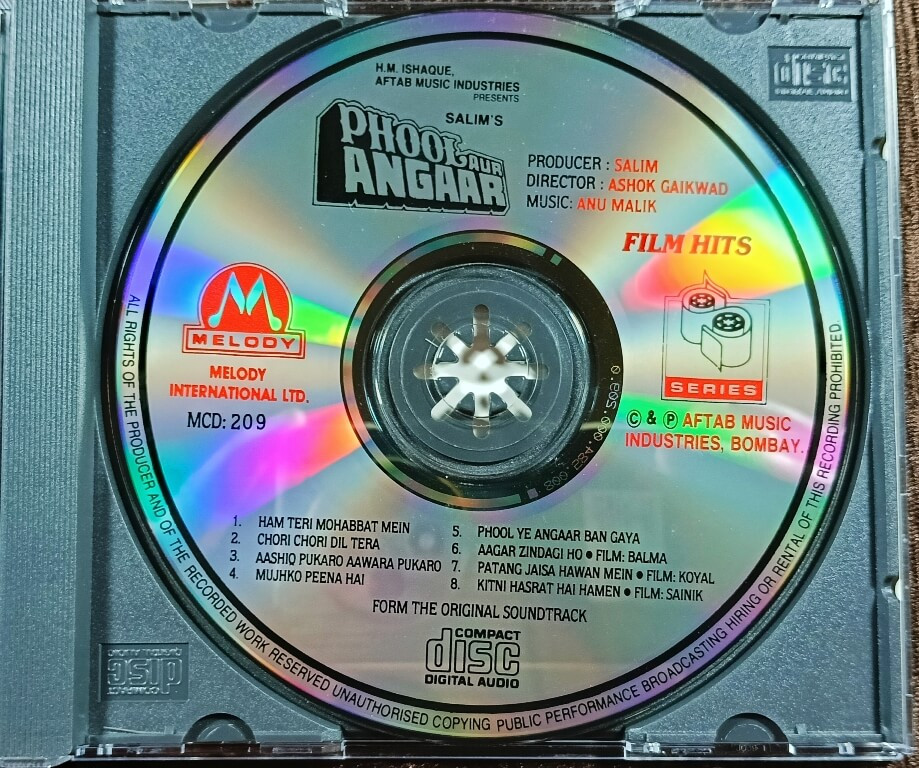 H.M. ISHAQUE,
AFTAB MUSIC INDUSTRIES
PRESENTS
SALIM'S
PHOOL AUR
ANGAAR
PRODUCER : SALIM
DIRECTOR : ASHOK GAIKWAD
MUSIC: ANU MALIK
FILM HITS
SERIES
© & ℗ AFTAB MUSIC
INDUSTRIES, BOMBAY.
MELODY
MELODY
INTERNATIONAL LTD.
MCD: 209
1. HAM TERI MOHABBAT MEIN
2. CHORI CHORI DIL TERA
3. AASHIQ PUKARO AAWARA PUKARO
4. MUJHKO PEENA HAI
5. PHOOL YE ANGAAR BAN GAYA
6. AAGAR ZINDAGI HO ● FILM: BALMA
7. PATANG JAISA HAWAN MEIN ● FILM: KOYAL
8. KITNI HASRAT HAI HAMEN ● FILM: SAINIK
FORM THE ORIGINAL SOUNDTRACK
COMPACT
disc
DIGITAL AUDIO
ALL RIGHTS OF THE PRODUCER AND OF THE RECORDED WORK RESERVED UNAUTHORISED COPYING PUBLIC PERFORMANCE BROADCASTING HIRING OR RENTAL OF THIS RECORDING PROHIBITED.
disc
disc